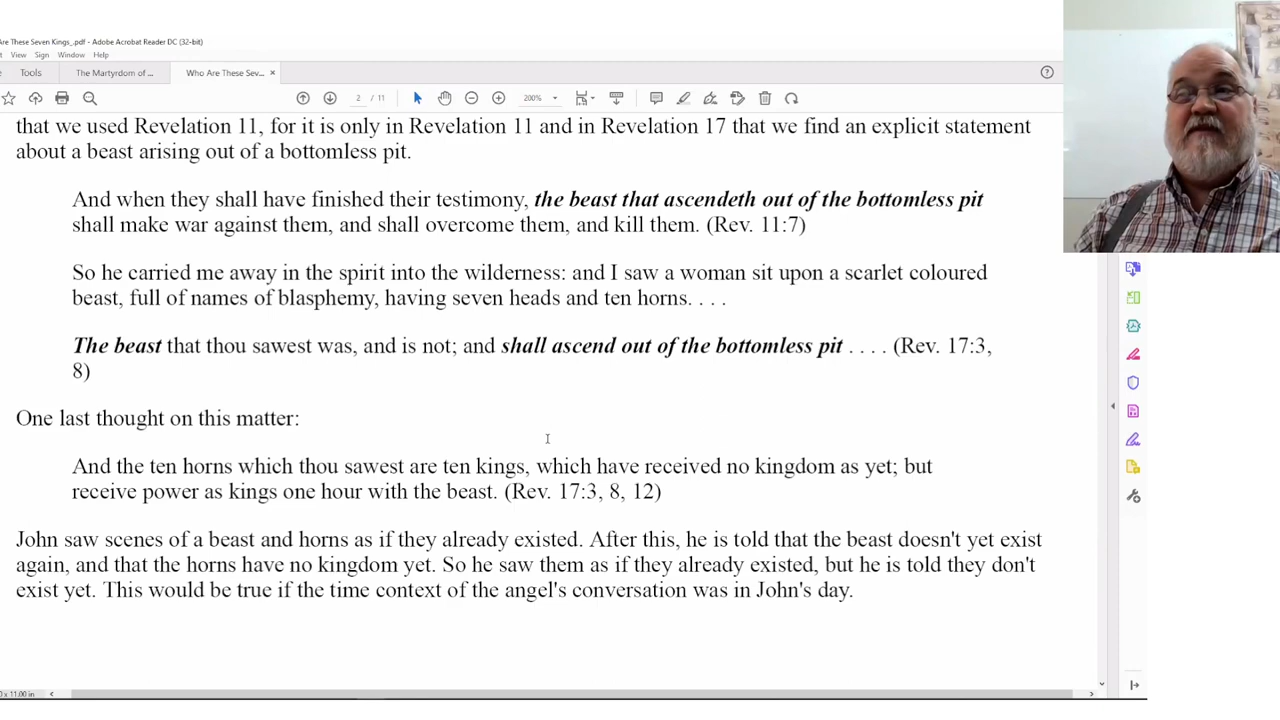 Are These Seven Kings_.pdf - Adobe Acrobat Reader DC (32-bit)
View Sign Window Help
Tools The Martyrdom of ... Who Are These Sev... ×
2 / 11 200%
that we used Revelation 11, for it is only in Revelation 11 and in Revelation 17 that we find an explicit statement
about a beast arising out of a bottomless pit.
And when they shall have finished their testimony, the beast that ascendeth out of the bottomless pit
shall make war against them, and shall overcome them, and kill them. (Rev. 11:7)
So he carried me away in the spirit into the wilderness: and I saw a woman sit upon a scarlet coloured
beast, full of names of blasphemy, having seven heads and ten horns. . . .
The beast that thou sawest was, and is not; and shall ascend out of the bottomless pit . . . . (Rev. 17:3,
8)
One last thought on this matter:
And the ten horns which thou sawest are ten kings, which have received no kingdom as yet; but
receive power as kings one hour with the beast. (Rev. 17:3, 8, 12)
John saw scenes of a beast and horns as if they already existed. After this, he is told that the beast doesn't yet exist
again, and that the horns have no kingdom yet. So he saw them as if they already existed, but he is told they don't
exist yet. This would be true if the time context of the angel's conversation was in John's day.
x 11.00 in